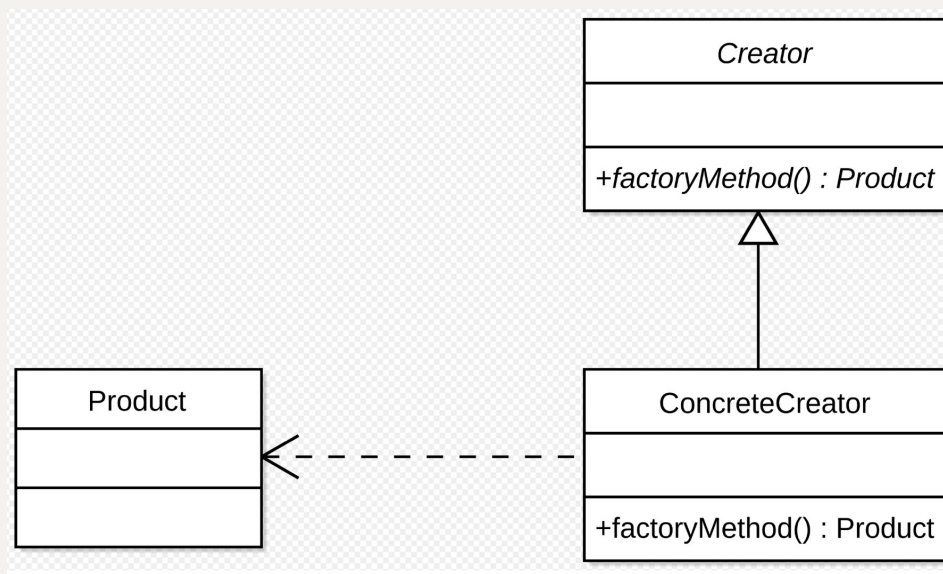 Creator
+factoryMethod() : Product
Product
ConcreteCreator
+factoryMethod() : Product